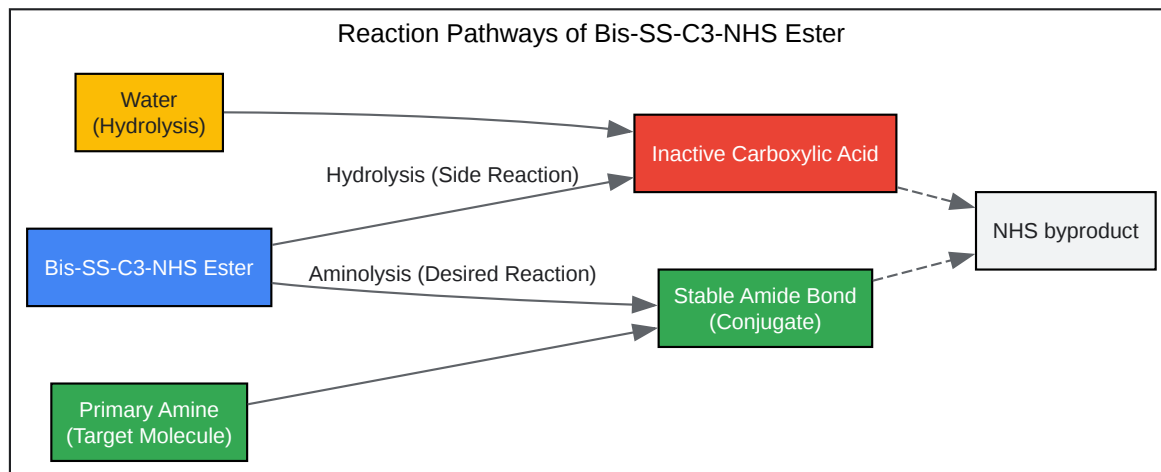 Reaction Pathways of Bis-SS-C3-NHS Ester
Water
(Hydrolysis)
Inactive Carboxylic Acid
Hydrolysis (Side Reaction)
NHS byproduct
Bis-SS-C3-NHS Ester
Aminolysis (Desired Reaction)
Stable Amide Bond
(Conjugate)
Primary Amine
(Target Molecule)